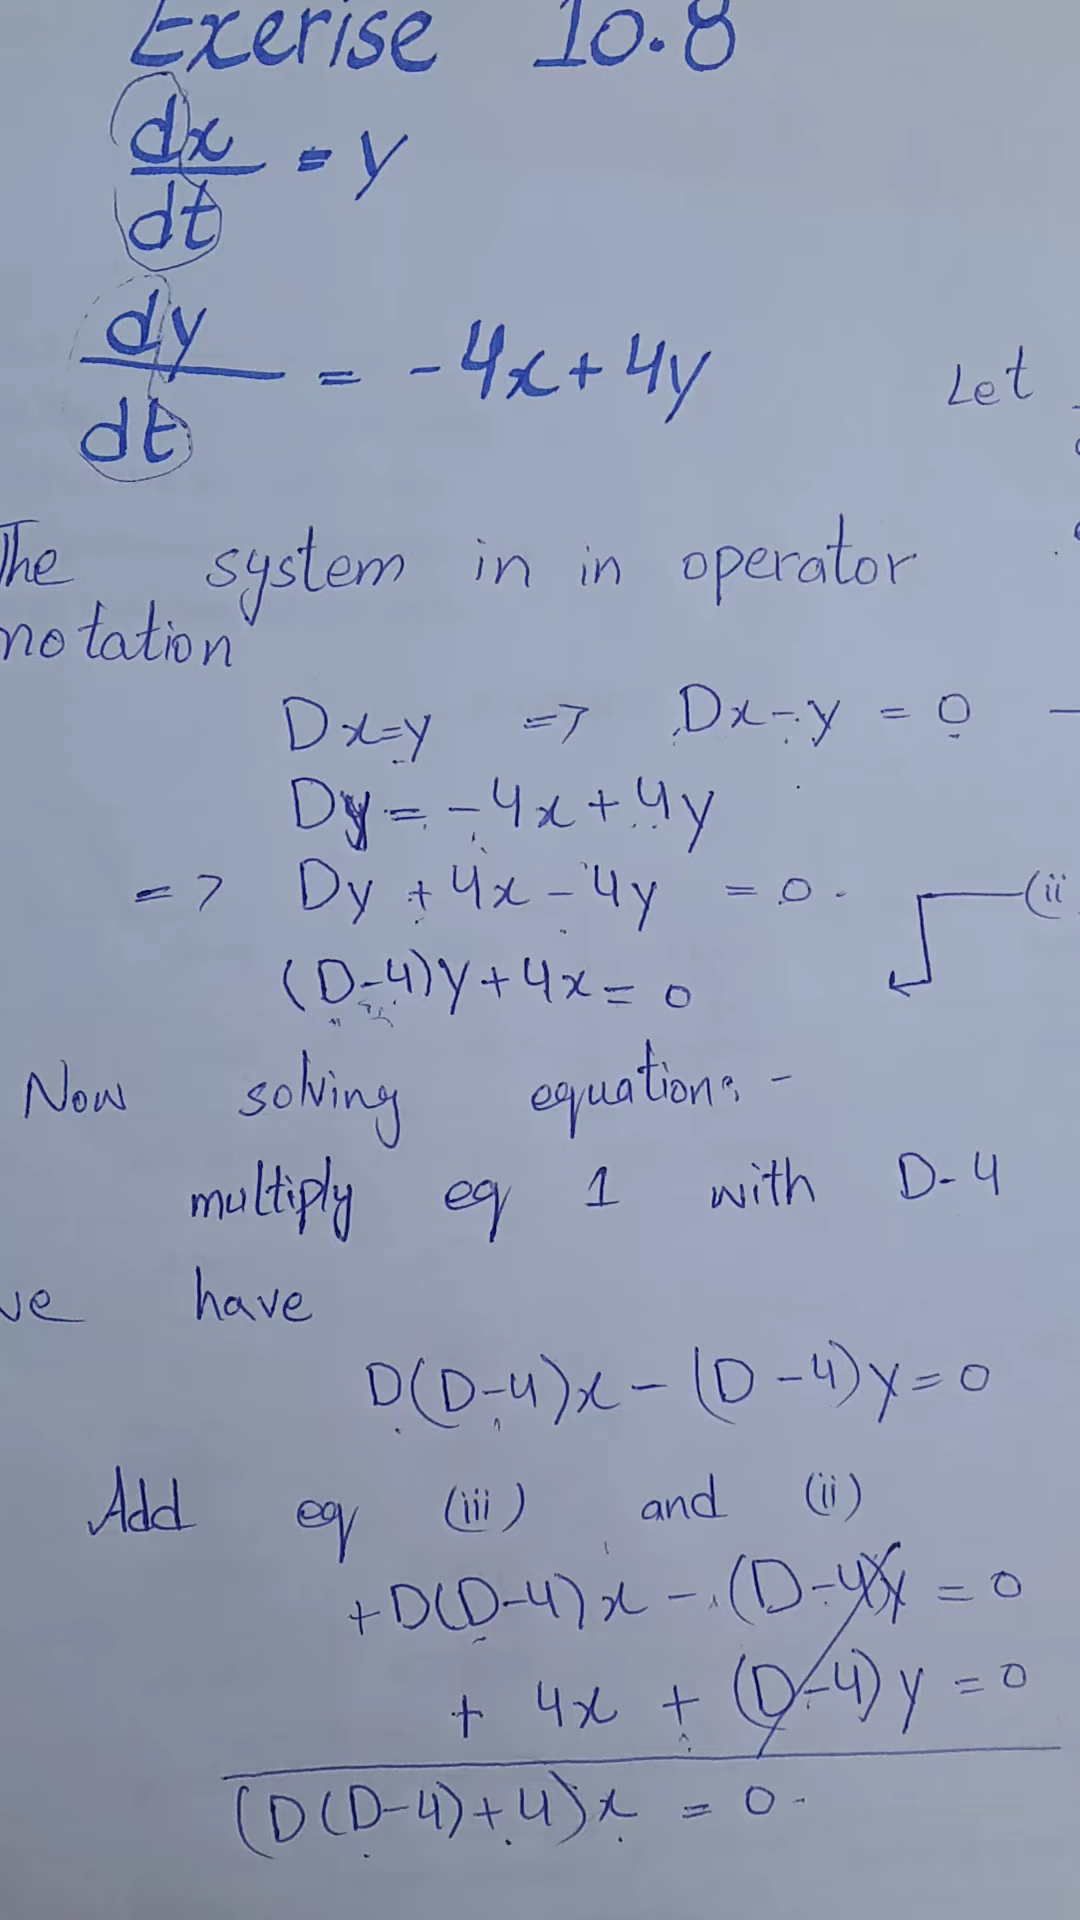 Exerise 10.8
dx/dt = y
dy/dt = -4x + 4y Let
The system in in operator
notation
Dx=y => Dx-y = 0
Dy = -4x + 4y
=> Dy + 4x - 4y = 0. (ii
(D-4)y + 4x = 0
Now solving equation:-
multiply eq 1 with D-4
have
D(D-4)x - (D-4)y = 0
Add eq (iii) and (ii)
+D(D-4)x - (D-4)y = 0
+ 4x + (D-4)y = 0
(D(D-4)+4)x = 0.